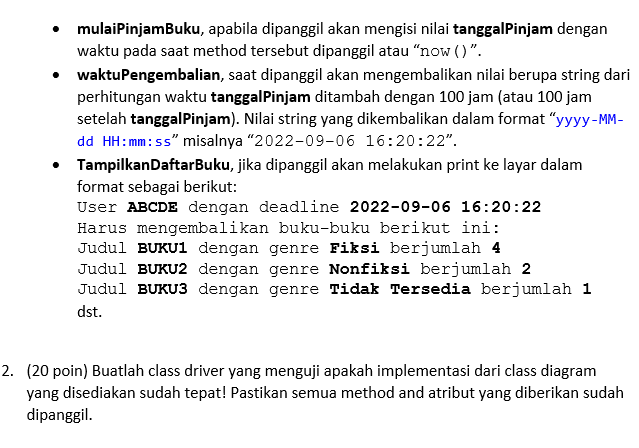 • mulaiPinjamBuku, apabila dipanggil akan mengisi nilai tanggalPinjam dengan
waktu pada saat method tersebut dipanggil atau “now()”.
• waktuPengembalian, saat dipanggil akan mengembalikan nilai berupa string dari
perhitungan waktu tanggalPinjam ditambah dengan 100 jam (atau 100 jam
setelah tanggalPinjam). Nilai string yang dikembalikan dalam format “yyyy-MM-
dd HH:mm:ss” misalnya “2022-09-06 16:20:22”.
• TampilkanDaftarBuku, jika dipanggil akan melakukan print ke layar dalam
format sebagai berikut:
User ABCDE dengan deadline 2022-09-06 16:20:22
Harus mengembalikan buku-buku berikut ini:
Judul BUKU1 dengan genre Fiksi berjumlah 4
Judul BUKU2 dengan genre Nonfiksi berjumlah 2
Judul BUKU3 dengan genre Tidak Tersedia berjumlah 1
dst.
2. (20 poin) Buatlah class driver yang menguji apakah implementasi dari class diagram
yang disediakan sudah tepat! Pastikan semua method and atribut yang diberikan sudah
dipanggil.